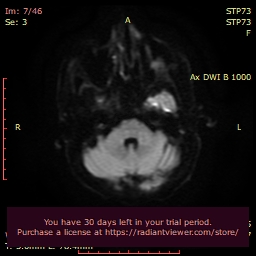 Im: 7/46
STP73
Se: 3
STP73
A
F
Ax DWI B 1000
R
L
You have 30 days left in your trial period.
Purchase a license at https://radiantviewer.com/store/